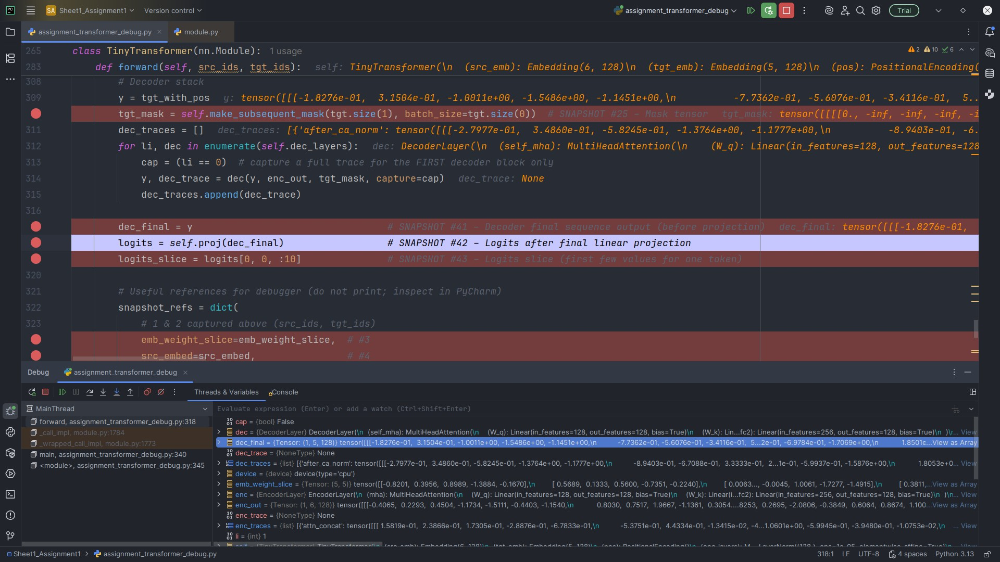 PC SA Sheet1_Assignment1 Version control assignment_transformer_debug Trial
assignment_transformer_debug.py module.py
265 class TinyTransformer(nn.Module): 1 usage 2 10 6
283 def forward(self, src_ids, tgt_ids): self: TinyTransformer(\n (src_emb): Embedding(6, 128)\n (tgt_emb): Embedding(5, 128)\n (pos): PositionalEncoding(
308 # Decoder stack
309 y = tgt_with_pos y: tensor([[[-1.8276e-01, 3.1504e-01, -1.0011e+00, -1.5486e+00, -1.1451e+00,\n -7.7362e-01, -5.6076e-01, -3.4116e-01, 5..
tgt_mask = self.make_subsequent_mask(tgt.size(1), batch_size=tgt.size(0)) # SNAPSHOT #25 – Mask tensor tgt_mask: tensor([[[[0., -inf, -inf, -inf, -i
311 dec_traces = [] dec_traces: [{'after_ca_norm': tensor([[[-2.7977e-01, 3.4860e-01, -5.8245e-01, -1.3764e+00, -1.1777e+00,\n -8.9403e-01, -6.
312 for li, dec in enumerate(self.dec_layers): dec: DecoderLayer(\n (self_mha): MultiHeadAttention(\n (W_q): Linear(in_features=128, out_features=128
313 cap = (li == 0) # capture a full trace for the FIRST decoder block only
314 y, dec_trace = dec(y, enc_out, tgt_mask, capture=cap) dec_trace: None
315 dec_traces.append(dec_trace)
316
dec_final = y # SNAPSHOT #41 – Decoder final sequence output (before projection) dec_final: tensor([[[-1.8276e-01,
logits = self.proj(dec_final) # SNAPSHOT #42 – Logits after final linear projection
logits_slice = logits[0, 0, :10] # SNAPSHOT #43 – Logits slice (first few values for one token)
320
321 # Useful references for debugger (do not print; inspect in PyCharm)
322 snapshot_refs = dict(
323 # 1 & 2 captured above (src_ids, tgt_ids)
emb_weight_slice=emb_weight_slice, # #3
src_embed=src_embed, # #4
Debug assignment_transformer_debug
Threads & Variables Console
MainThread
Evaluate expression (Enter) or add a watch (Ctrl+Shift+Enter)
forward, assignment_transformer_debug.py:318
_call_impl, module.py:1784
_wrapped_call_impl, module.py:1773
main, assignment_transformer_debug.py:340
<module>, assignment_transformer_debug.py:345
cap = {bool} False
dec = {DecoderLayer} DecoderLayer(\n (self_mha): MultiHeadAttention(\n (W_q): Linear(in_features=128, out_features=128, bias=True)\n (W_k): Lin...fc2): Linear(in_features=256, out_features=128, bias=True)\n )\r... View
dec_final = {Tensor: (1, 5, 128)} tensor([[[-1.8276e-01, 3.1504e-01, -1.0011e+00, -1.5486e+00, -1.1451e+00,\n -7.7362e-01, -5.6076e-01, -3.4116e-01, 5...2e-01, -6.9784e-01, -1.7069e+00,\n 1.8501e...View as Array
dec_trace = {NoneType} None
dec_traces = {list} [{'after_ca_norm': tensor([[[-2.7977e-01, 3.4860e-01, -5.8245e-01, -1.3764e+00, -1.1777e+00,\n -8.9403e-01, -6.7088e-01, 3.3333e-01, 2...1e-01, -5.9937e-01, -1.5876e+00,\n 1.8053e+0... View
device = {device} device(type='cpu')
emb_weight_slice = {Tensor: (5, 5)} tensor([[-0.8201, 0.3956, 0.8989, -1.3884, -0.1670],\n [ 0.5689, 0.1333, 0.5600, -0.7351, -0.2240],\n [ 0.0063..., -0.0045, 1.0061, -1.7277, -1.4915],\n [ 0.3811,...View as Array
enc = {EncoderLayer} EncoderLayer(\n (mha): MultiHeadAttention(\n (W_q): Linear(in_features=128, out_features=128, bias=True)\n (W_k): Linear(i...fc2): Linear(in_features=256, out_features=128, bias=True)\n )\n... View
enc_out = {Tensor: (1, 6, 128)} tensor([[[-0.4065, 0.2293, 0.4504, -1.1734, -1.5111, -0.4403, -1.1540,\n 0.8030, 0.7517, 1.9667, -1.1361, 0.3054....8253, 0.2695, -2.0806, -0.3849, 0.6064, 0.8674, 1.100...View as Array
enc_trace = {NoneType} None
enc_traces = {list} [{'attn_concat': tensor([[[ 1.5819e-01, 2.3866e-01, 1.7305e-01, -2.8876e-01, -6.7833e-01,\n -5.3751e-01, 4.4334e-01, -1.3415e-02, -4...1.0601e+00, -5.9945e-01, -3.9480e-01, -1.0753e-02,\n ... View
li = {int} 1
Sheet1_Assignment1 assignment_transformer_debug.py 318:1 LF UTF-8 4 spaces Python 3.13